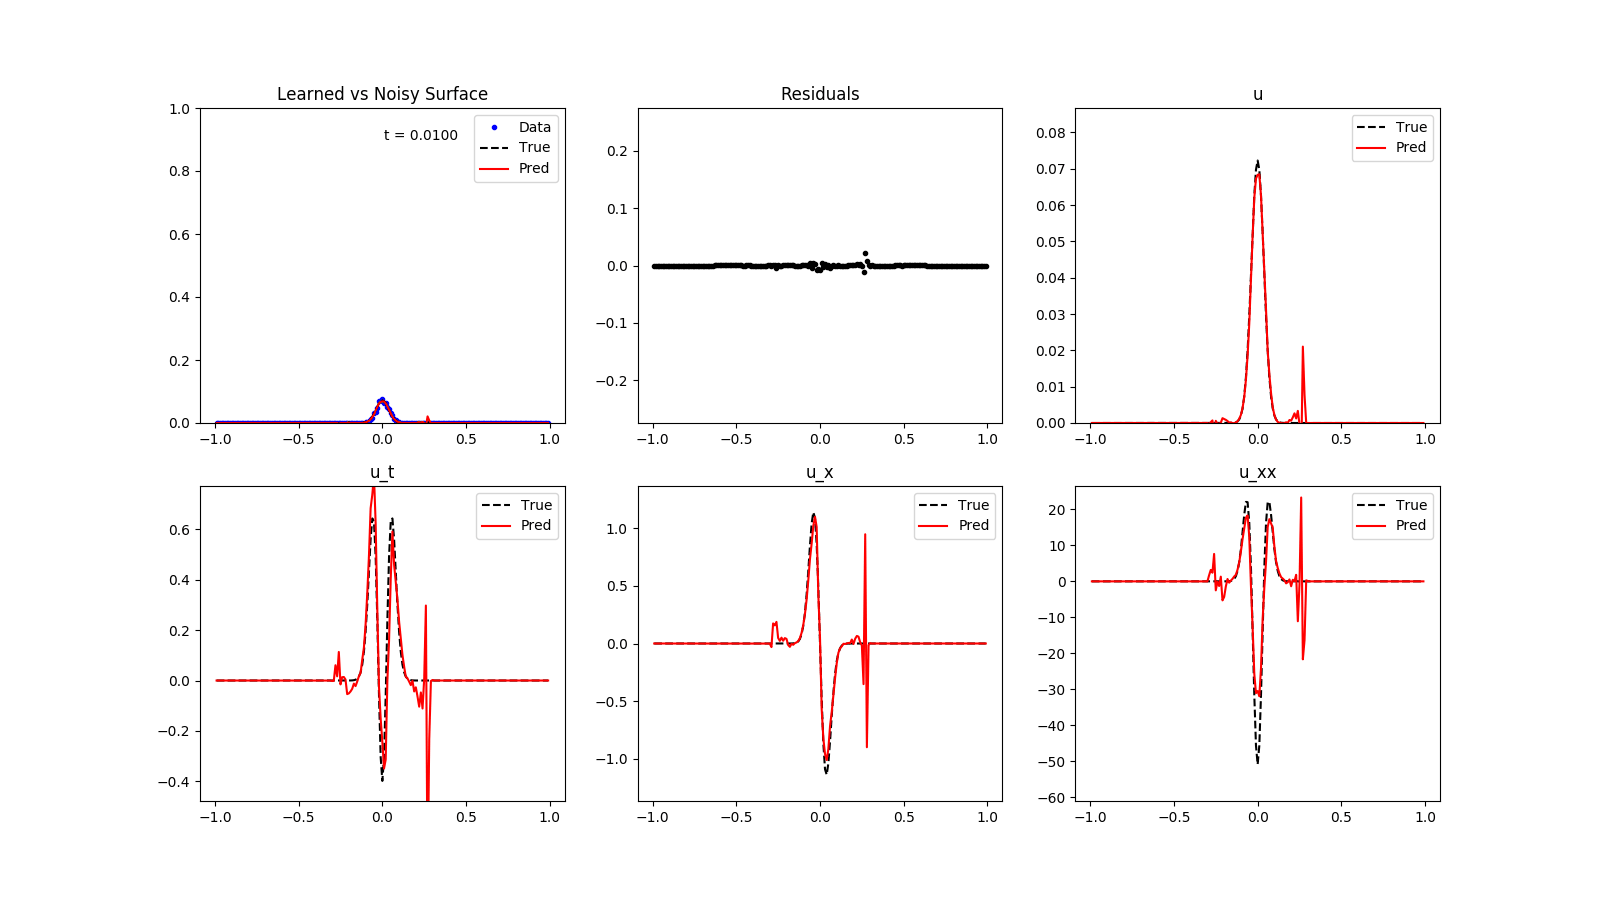 Learned vs Noisy Surface
1.0
0.8
0.6
0.4
0.2
0.0
−1.0 −0.5 0.0 0.5 1.0
t = 0.0100
Data
True
Pred
Residuals
0.2
0.1
0.0
−0.1
−0.2
−1.0 −0.5 0.0 0.5 1.0
u
0.08
0.07
0.06
0.05
0.04
0.03
0.02
0.01
0.00
−1.0 −0.5 0.0 0.5 1.0
True
Pred
u_t
0.6
0.4
0.2
0.0
−0.2
−0.4
−1.0 −0.5 0.0 0.5 1.0
True
Pred
u_x
1.0
0.5
0.0
−0.5
−1.0
−1.0 −0.5 0.0 0.5 1.0
True
Pred
u_xx
20
10
0
−10
−20
−30
−40
−50
−60
−1.0 −0.5 0.0 0.5 1.0
True
Pred